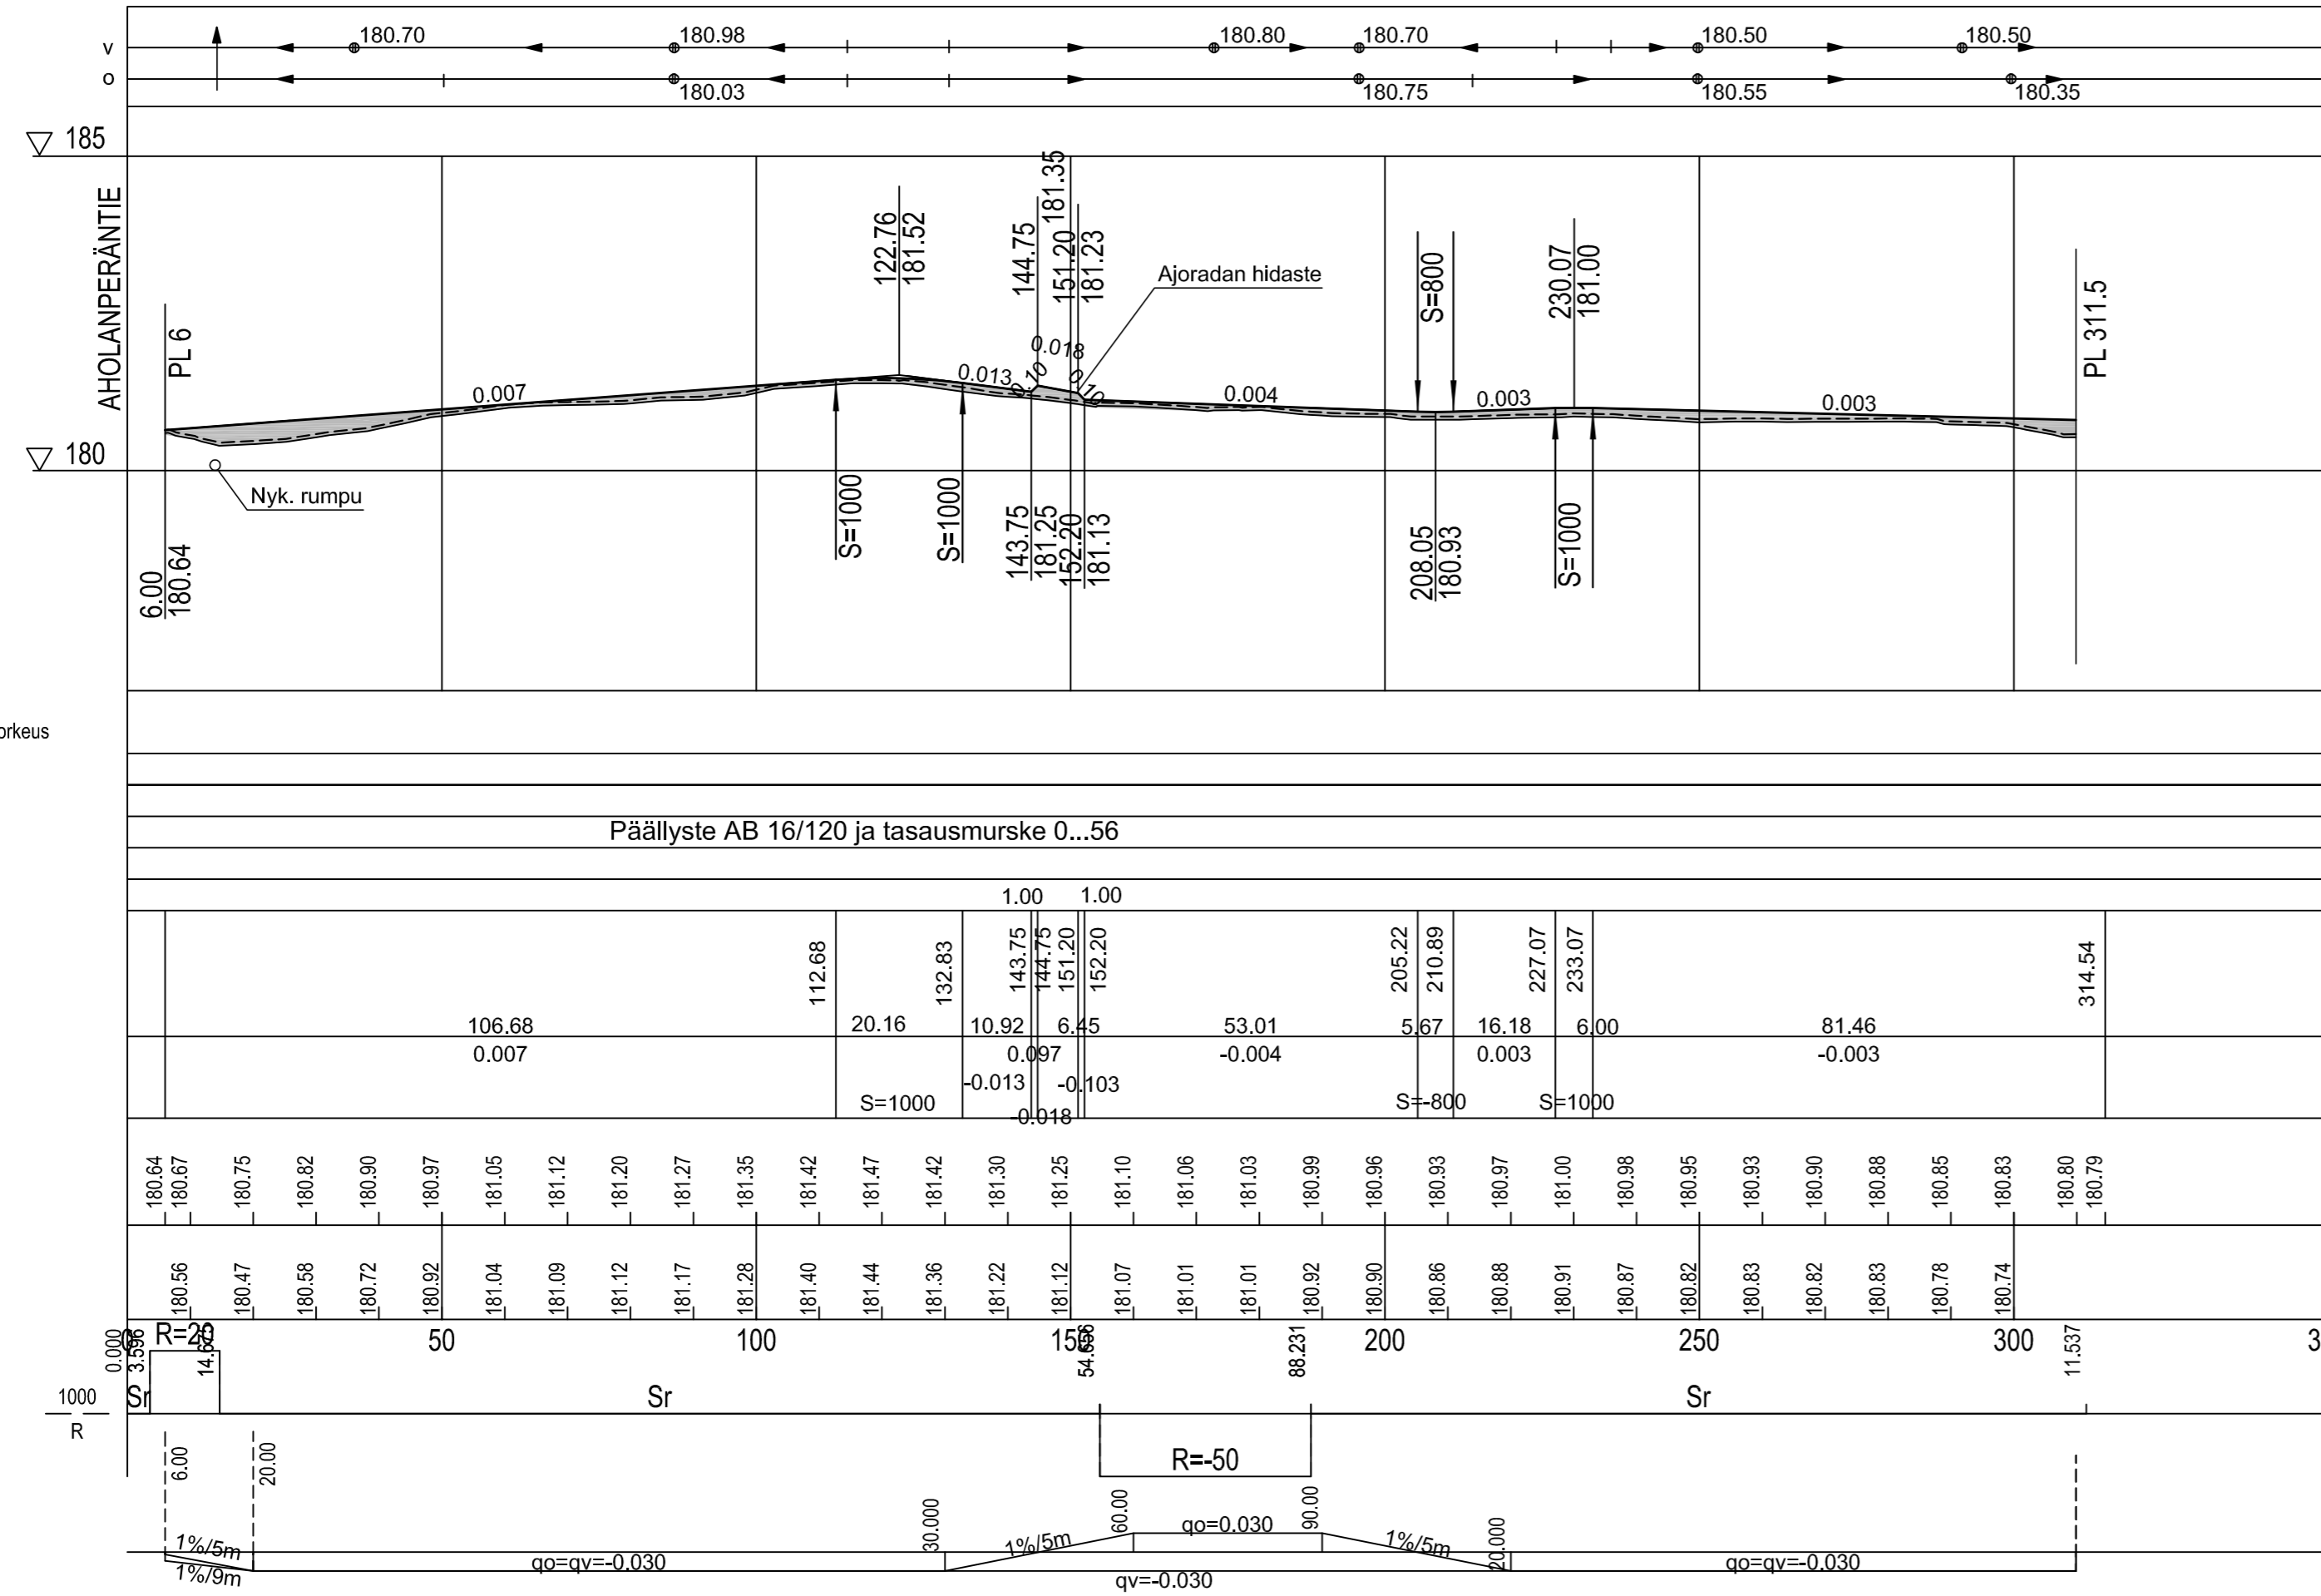 v 180.70 180.98 180.80 180.70 180.50 180.50
o 180.03 180.75 180.55 180.35
185
AHOLANPERÄNTIE
PL 6
122.76
181.52
144.75
181.35
151.20
181.23
Ajoradan hidaste
S=800
230.07
181.00
PL 311.5
0.007
0.013
0.10
0.018
0.10
0.004
0.003
0.003
180
Nyk. rumpu
6.00
180.64
S=1000
S=1000
143.75
181.25
152.20
181.13
208.05
180.93
S=1000
orkeus
Päällyste AB 16/120 ja tasausmurske 0...56
1.00 1.00
112.68 132.83 143.75 144.75 151.20 152.20 205.22 210.89 227.07 233.07 314.54
106.68 20.16 10.92 6.45 53.01 5.67 16.18 6.00 81.46
0.007 0.097 -0.004 0.003 -0.003
-0.013 -0.103
S=1000 -0.018 S=-800 S=1000
180.64 180.67 180.75 180.82 180.90 180.97 181.05 181.12 181.20 181.27 181.35 181.42 181.47 181.42 181.30 181.25 181.10 181.06 181.03 180.99 180.96 180.93 180.97 181.00 180.98 180.95 180.93 180.90 180.88 180.85 180.83 180.80 180.79
180.56 180.47 180.58 180.72 180.92 181.04 181.09 181.12 181.17 181.28 181.40 181.44 181.36 181.22 181.12 181.07 181.01 181.01 180.92 180.90 180.86 180.88 180.91 180.87 180.82 180.83 180.82 180.83 180.78 180.74
0 50 100 150 200 250 300 3
0.000 3.596 R=20 88.231 11.537
1000
R
Sr Sr Sr
R=-50
6.00 20.00 30.000 60.00 90.00 20.000
1%/5m
1%/9m
qo=qv=-0.030
1%/5m
qo=0.030
qv=-0.030
1%/5m
qo=qv=-0.030